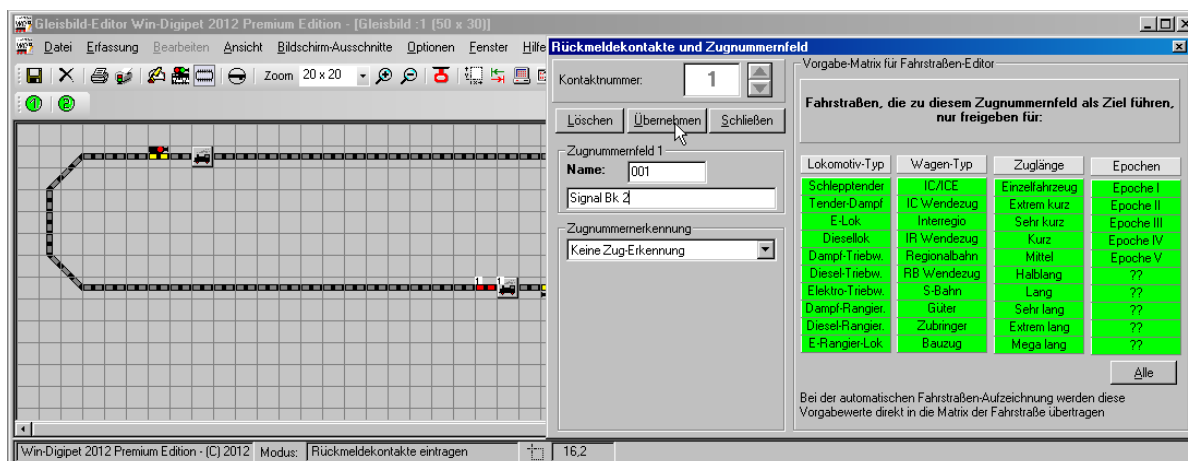 Gleisbild-Editor Win-Digipet 2012 Premium Edition - [Gleisbild :1 (50 x 30)]
Datei Erfassung Bearbeiten Ansicht Bildschirm-Ausschnitte Optionen Fenster Hilfe
Zoom 20 x 20
1 2
1 1
Win-Digipet 2012 Premium Edition - (C) 2012 Modus: Rückmeldekontakte eintragen 16,2
Rückmeldekontakte und Zugnummernfeld
Kontaktnummer: 1
Löschen Übernehmen Schließen
Zugnummernfeld 1
Name: 001
Signal Bk 2
Zugnummernerkennung
Keine Zug-Erkennung
Vorgabe-Matrix für Fahrstraßen-Editor
Fahrstraßen, die zu diesem Zugnummernfeld als Ziel führen,
nur freigeben für:
Lokomotiv-Typ Wagen-Typ Zuglänge Epochen
Schlepptender IC/ICE Einzelfahrzeug Epoche I
Tender-Dampf IC Wendezug Extrem kurz Epoche II
E-Lok Interregio Sehr kurz Epoche III
Diesellok IR Wendezug Kurz Epoche IV
Dampf-Triebw. Regionalbahn Mittel Epoche V
Diesel-Triebw. RB Wendezug Halblang ??
Elektro-Triebw. S-Bahn Lang ??
Dampf-Rangier. Güter Sehr lang ??
Diesel-Rangier. Zubringer Extrem lang ??
E-Rangier-Lok Bauzug Mega lang ??
Alle
Bei der automatischen Fahrstraßen-Aufzeichnung werden diese
Vorgabewerte direkt in die Matrix der Fahrstraße übertragen